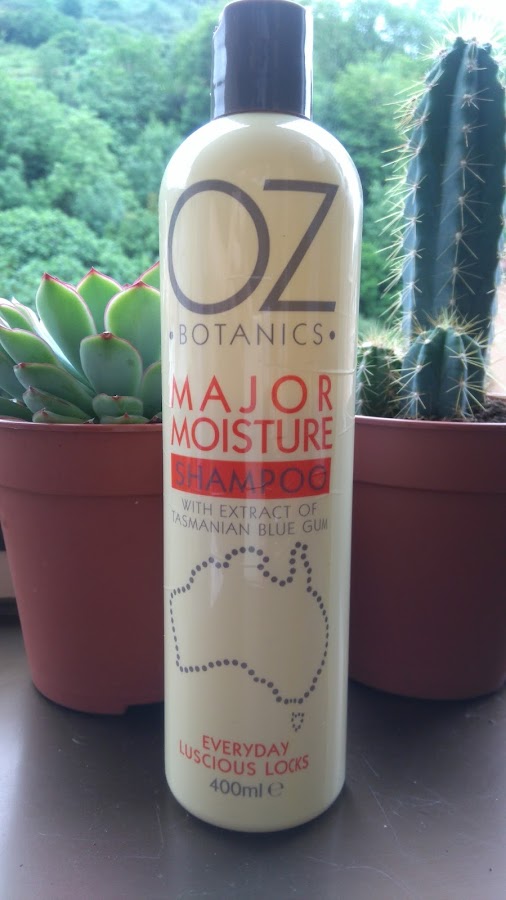 OZ
• BOTANICS •
MAJOR
MOISTURE
SHAMPOO
WITH EXTRACT OF
TASMANIAN BLUE GUM
EVERYDAY
LUSCIOUS LOCKS
400ml ℮